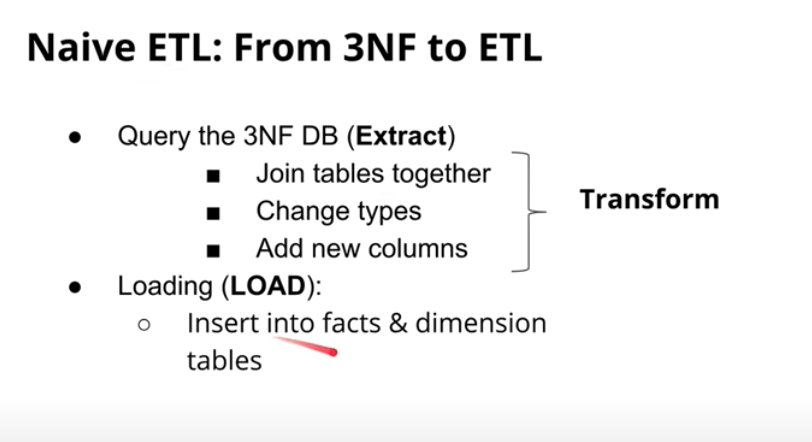 Naive ETL: From 3NF to ETL
● Query the 3NF DB (Extract)
■ Join tables together
■ Change types
■ Add new columns
Transform
● Loading (LOAD):
○ Insert into facts & dimension
tables